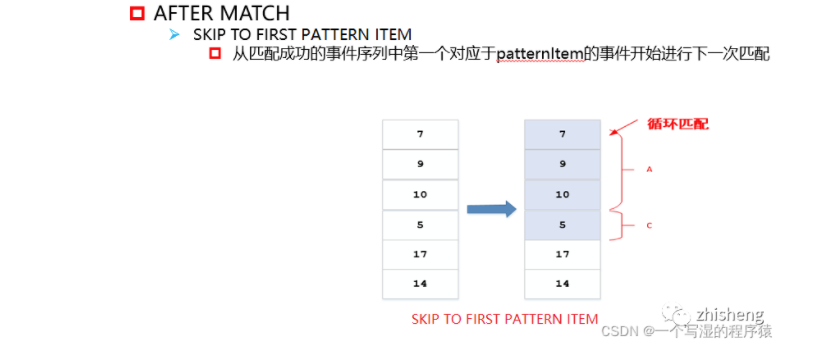 AFTER MATCH
SKIP TO FIRST PATTERN ITEM
从匹配成功的事件序列中第一个对应于patternItem的事件开始进行下一次匹配
循环匹配
7 7
9 9
A
10 10
5 5
C
17 17
14 14
SKIP TO FIRST PATTERN ITEM
zhisheng
CSDN @一个写湿的程序猿